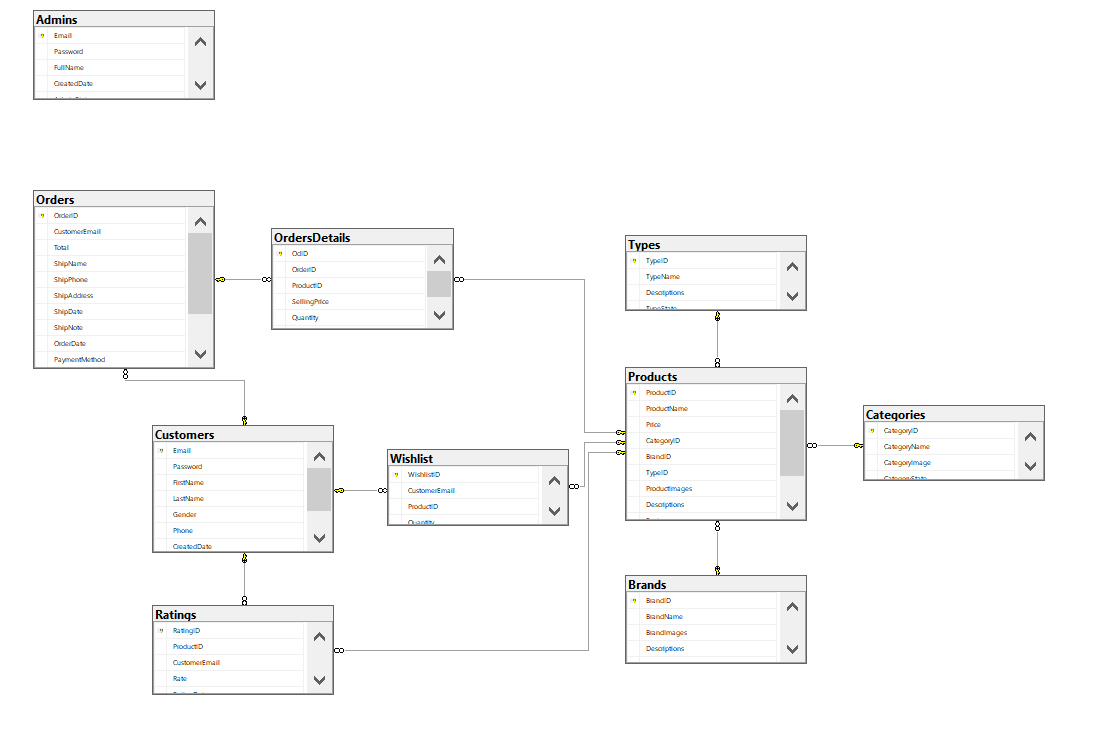 Admins
Email
Password
FullName
CreatedDate
Orders
OrderID
CustomerEmail
Total
ShipName
ShipPhone
ShipAddress
ShipDate
ShipNote
OrderDate
PaymentMethod
OrdersDetails
OdID
OrderID
ProductID
SellingPrice
Quantity
Types
TypeID
TypeName
Descriptions
TypeState
Products
ProductID
ProductName
Price
CategoryID
BrandID
TypeID
ProductImages
Descriptions
Categories
CategoryID
CategoryName
CategoryImage
CategoryState
Customers
Email
Password
FirstName
LastName
Gender
Phone
CreatedDate
Wishlist
WishlistID
CustomerEmail
ProductID
Quantity
Brands
BrandID
BrandName
BrandImages
Descriptions
Ratings
RatingID
ProductID
CustomerEmail
Rate